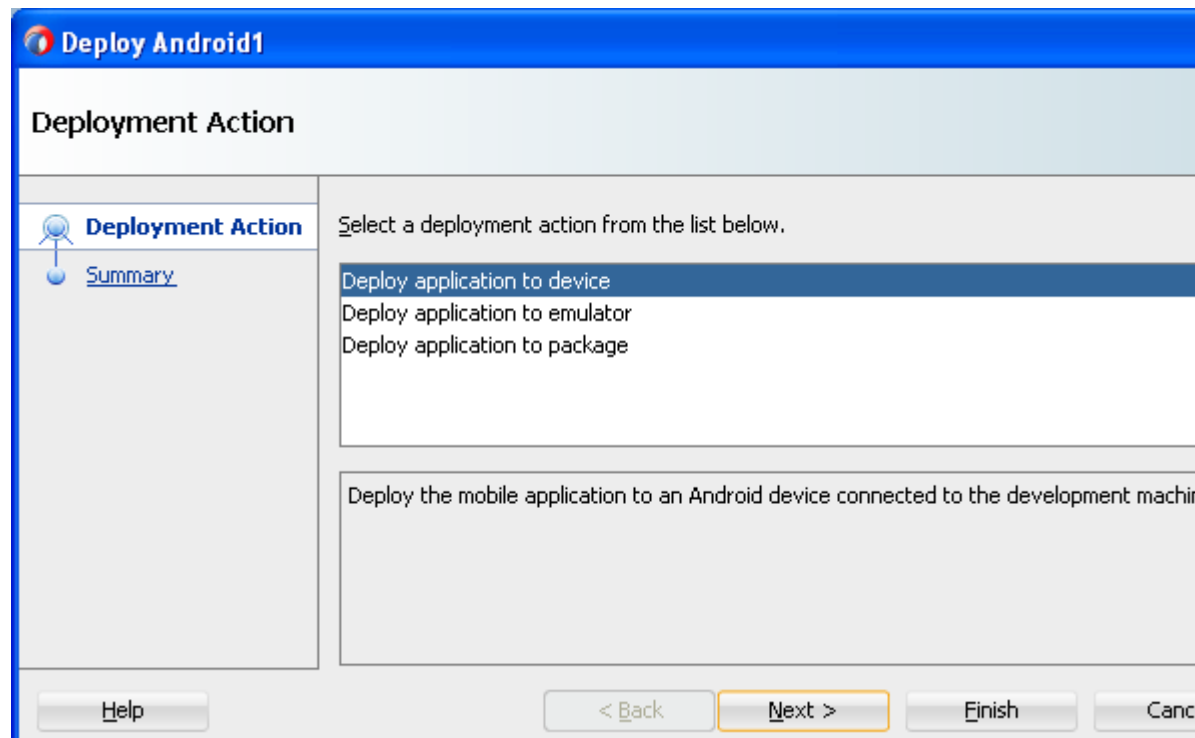 Deploy Android1
Deployment Action
Deployment Action
Summary
Select a deployment action from the list below.
Deploy application to device
Deploy application to emulator
Deploy application to package
Deploy the mobile application to an Android device connected to the development
Help
< Back
Next >
Finish